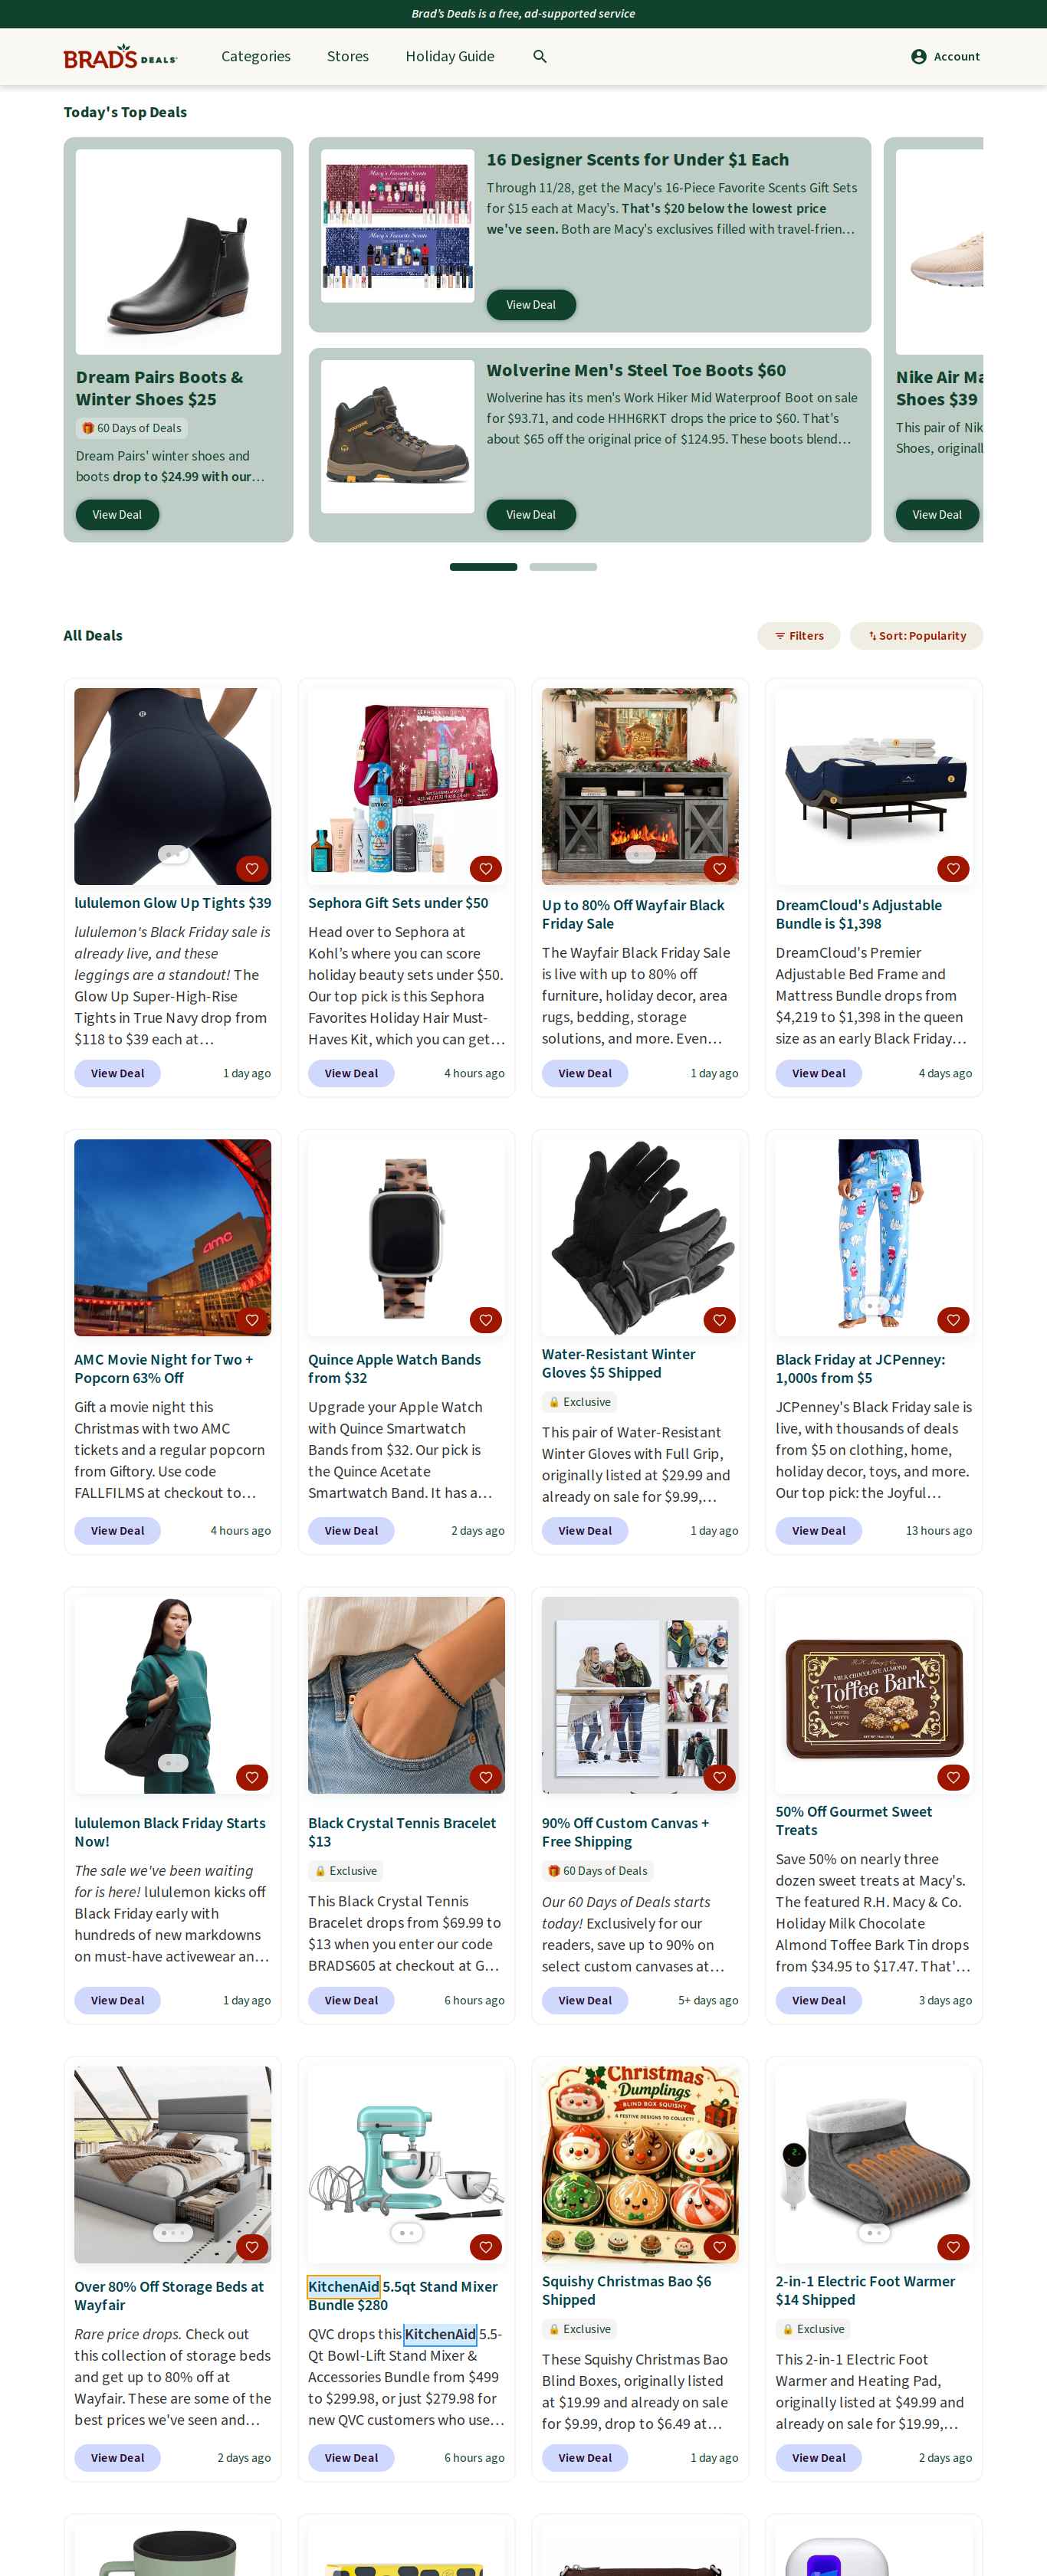 Brad's Deals is a free, ad-supported service
BRAD'S DEALS
Categories
Stores
Holiday Guide
Account
Today's Top Deals
Dream Pairs Boots &
Winter Shoes $25
🎁 60 Days of Deals
Dream Pairs' winter shoes and
boots drop to $24.99 with our…
View Deal
Macy's Favorite Scents
Macy's Favorite Scents
16 Designer Scents for Under $1 Each
Through 11/28, get the Macy's 16-Piece Favorite Scents Gift Sets
for $15 each at Macy's. That's $20 below the lowest price
we've seen. Both are Macy's exclusives filled with travel-frien…
View Deal
Wolverine Men's Steel Toe Boots $60
Wolverine has its men's Work Hiker Mid Waterproof Boot on sale
for $93.71, and code HHH6RKT drops the price to $60. That's
about $65 off the original price of $124.95. These boots blend…
View Deal
Nike Air Ma
Shoes $39
This pair of Nik
Shoes, originall
View Deal
All Deals
Filters
Sort: Popularity
lululemon Glow Up Tights $39
lululemon's Black Friday sale is
already live, and these
leggings are a standout! The
Glow Up Super-High-Rise
Tights in True Navy drop from
$118 to $39 each at…
View Deal
1 day ago
SEPHORA
Sephora Gift Sets under $50
Head over to Sephora at
Kohl’s where you can score
holiday beauty sets under $50.
Our top pick is this Sephora
Favorites Holiday Hair Must-
Haves Kit, which you can get…
View Deal
4 hours ago
Up to 80% Off Wayfair Black
Friday Sale
The Wayfair Black Friday Sale
is live with up to 80% off
furniture, holiday decor, area
rugs, bedding, storage
solutions, and more. Even…
View Deal
1 day ago
DreamCloud's Adjustable
Bundle is $1,398
DreamCloud's Premier
Adjustable Bed Frame and
Mattress Bundle drops from
$4,219 to $1,398 in the queen
size as an early Black Friday…
View Deal
4 days ago
amc
AMC Movie Night for Two +
Popcorn 63% Off
Gift a movie night this
Christmas with two AMC
tickets and a regular popcorn
from Giftory. Use code
FALLFILMS at checkout to…
View Deal
4 hours ago
Quince Apple Watch Bands
from $32
Upgrade your Apple Watch
with Quince Smartwatch
Bands from $32. Our pick is
the Quince Acetate
Smartwatch Band. It has a…
View Deal
2 days ago
Water-Resistant Winter
Gloves $5 Shipped
🔒 Exclusive
This pair of Water-Resistant
Winter Gloves with Full Grip,
originally listed at $29.99 and
already on sale for $9.99,…
View Deal
1 day ago
Black Friday at JCPenney:
1,000s from $5
JCPenney's Black Friday sale is
live, with thousands of deals
from $5 on clothing, home,
holiday decor, toys, and more.
Our top pick: the Joyful…
View Deal
13 hours ago
lululemon Black Friday Starts
Now!
The sale we've been waiting
for is here! lululemon kicks off
Black Friday early with
hundreds of new markdowns
on must-have activewear an…
View Deal
1 day ago
Black Crystal Tennis Bracelet
$13
🔒 Exclusive
This Black Crystal Tennis
Bracelet drops from $69.99 to
$13 when you enter our code
BRADS605 at checkout at G…
View Deal
6 hours ago
90% Off Custom Canvas +
Free Shipping
🎁 60 Days of Deals
Our 60 Days of Deals starts
today! Exclusively for our
readers, save up to 90% on
select custom canvases at…
View Deal
5+ days ago
R.H. Macy & Co.
MILK CHOCOLATE ALMOND
Toffee Bark
50% Off Gourmet Sweet
Treats
Save 50% on nearly three
dozen sweet treats at Macy's.
The featured R.H. Macy & Co.
Holiday Milk Chocolate
Almond Toffee Bark Tin drops
from $34.95 to $17.47. That'…
View Deal
3 days ago
Over 80% Off Storage Beds at
Wayfair
Rare price drops. Check out
this collection of storage beds
and get up to 80% off at
Wayfair. These are some of the
best prices we've seen and…
View Deal
2 days ago
KitchenAid 5.5qt Stand Mixer
Bundle $280
QVC drops this KitchenAid 5.5-
Qt Bowl-Lift Stand Mixer &
Accessories Bundle from $499
to $299.98, or just $279.98 for
new QVC customers who use…
View Deal
6 hours ago
Christmas
Dumplings
BLIND BOX SQUISHY
6 FESTIVE DESIGNS TO COLLECT!
Squishy Christmas Bao $6
Shipped
🔒 Exclusive
These Squishy Christmas Bao
Blind Boxes, originally listed
at $19.99 and already on sale
for $9.99, drop to $6.49 at…
View Deal
1 day ago
2-in-1 Electric Foot Warmer
$14 Shipped
🔒 Exclusive
This 2-in-1 Electric Foot
Warmer and Heating Pad,
originally listed at $49.99 and
already on sale for $19.99,…
View Deal
2 days ago